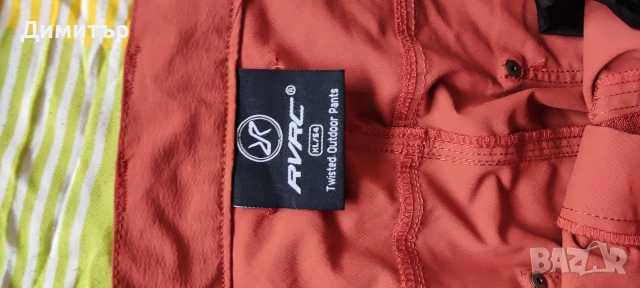 Димитър
RVRC®
XL/54
Twisted Outdoor Pants
BAZAR